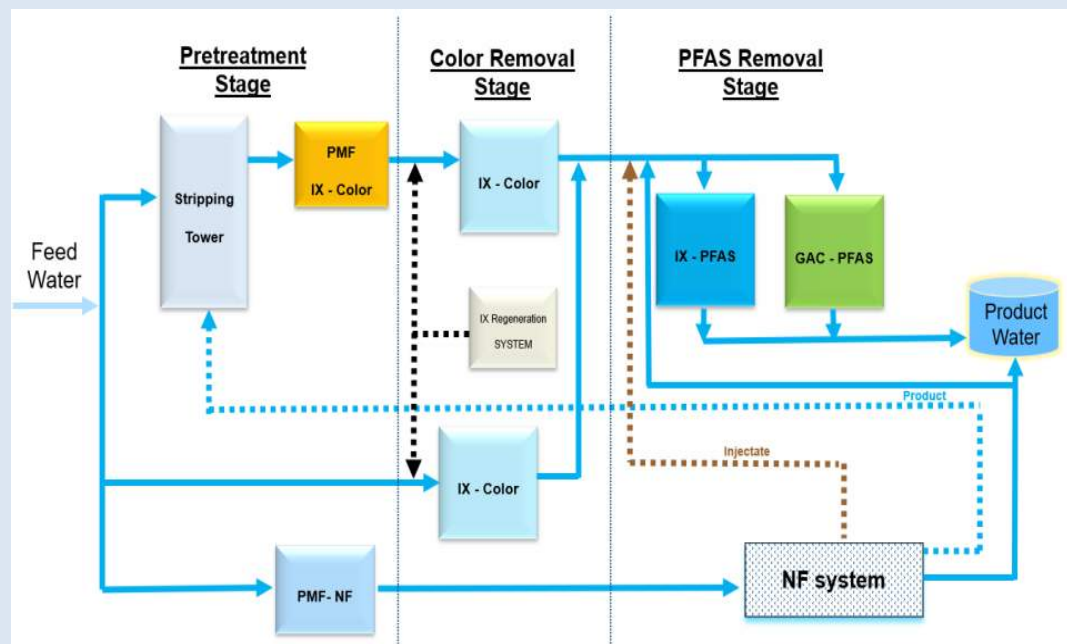 Pretreatment
Stage
Color Removal
Stage
PFAS Removal
Stage
Stripping
Tower
PMF
IX - Color
IX - Color
IX - PFAS
GAC - PFAS
Feed
Water
IX Regeneration
SYSTEM
Product
Water
Product
Injectate
IX - Color
PMF- NF
NF system